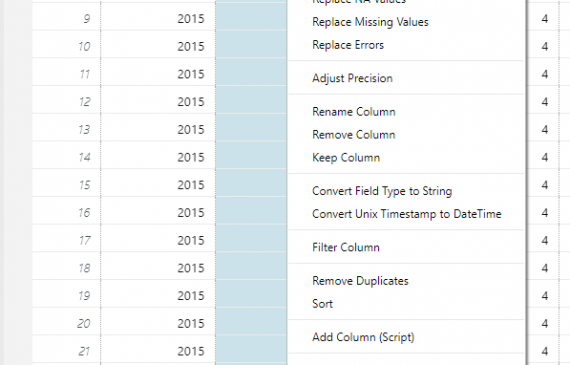 Replace NA Values
9 2015 Replace Missing Values 4
10 2015 Replace Errors 4
11 2015 Adjust Precision 4
12 2015 Rename Column 4
13 2015 Remove Column 4
14 2015 Keep Column 4
15 2015 Convert Field Type to String 4
16 2015 Convert Unix Timestamp to DateTime 4
17 2015 Filter Column 4
18 2015 Remove Duplicates 4
19 2015 Sort 4
20 2015 Add Column (Script) 4
21 2015 4